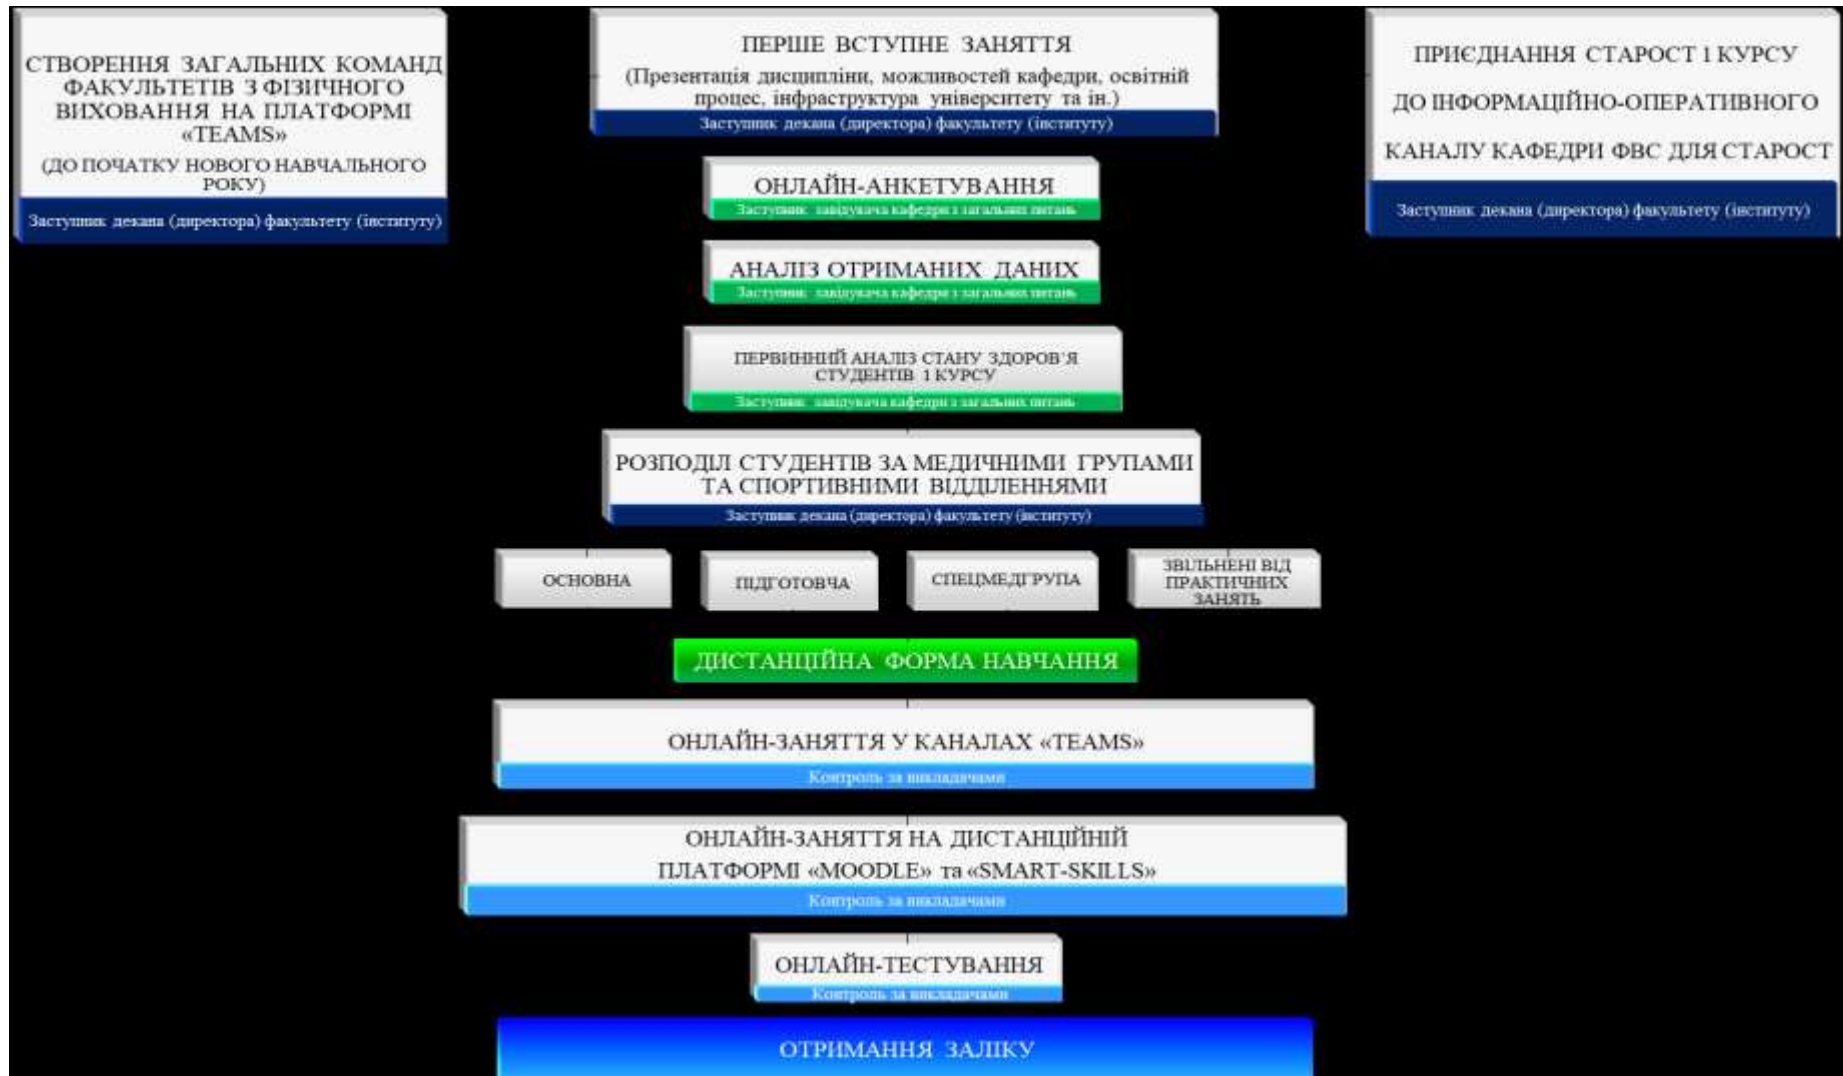 СТВОРЕННЯ ЗАГАЛЬНИХ КОМАНД
ФАКУЛЬТЕТІВ З ФІЗИЧНОГО
ВИХОВАННЯ НА ПЛАТФОРМІ
«TEAMS»
(ДО ПОЧАТКУ НОВОГО НАВЧАЛЬНОГО
РОКУ)
Заступник декана (директора) факультету (інституту)
ПЕРШЕ ВСТУПНЕ ЗАНЯТТЯ
(Презентація дисципліни, можливостей кафедри, освітній
процес, інфраструктура університету та ін.)
Заступник декана (директора) факультету (інституту)
ПРИЄДНАННЯ СТАРОСТ 1 КУРСУ
ДО ІНФОРМАЦІЙНО-ОПЕРАТИВНОГО
КАНАЛУ КАФЕДРИ ФВС ДЛЯ СТАРОСТ
Заступник декана (директора) факультету (інституту)
ОНЛАЙН-АНКЕТУВАННЯ
Заступник завідувача кафедри з загальних питань
АНАЛІЗ ОТРИМАНИХ ДАНИХ
Заступник завідувача кафедри з загальних питань
ПЕРВИННИЙ АНАЛІЗ СТАНУ ЗДОРОВ'Я
СТУДЕНТІВ 1 КУРСУ
Заступник завідувача кафедри з загальних питань
РОЗПОДІЛ СТУДЕНТІВ ЗА МЕДИЧНИМИ ГРУПАМИ
ТА СПОРТИВНИМИ ВІДДІЛЕННЯМИ
Заступник декана (директора) факультету (інституту)
ОСНОВНА
ПІДГОТОВЧА
СПЕЦМЕДГРУПА
ЗВІЛЬНЕНІ ВІД
ПРАКТИЧНИХ
ЗАНЯТЬ
ДИСТАНЦІЙНА ФОРМА НАВЧАННЯ
ОНЛАЙН-ЗАНЯТТЯ У КАНАЛАХ «TEAMS»
Контроль за викладачами
ОНЛАЙН-ЗАНЯТТЯ НА ДИСТАНЦІЙНІЙ
ПЛАТФОРМІ «MOODLE» та «SMART-SKILLS»
Контроль за викладачами
ОНЛАЙН-ТЕСТУВАННЯ
Контроль за викладачами
ОТРИМАННЯ ЗАЛІКУ